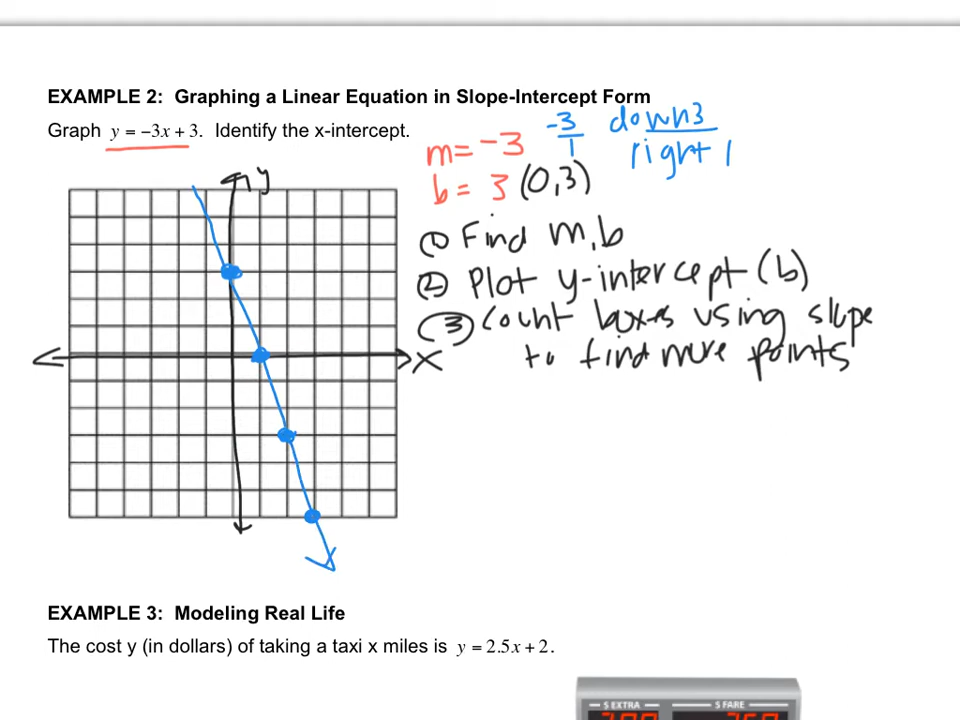 EXAMPLE 2: Graphing a Linear Equation in Slope-Intercept Form
Graph y = −3x + 3. Identify the x-intercept.
m = -3 -3/1 down 3/right 1
b = 3 (0,3)
① Find m,b
② Plot y-intercept (b)
③ Count boxes using slope
to find more points
y
x
EXAMPLE 3: Modeling Real Life
The cost y (in dollars) of taking a taxi x miles is y = 2.5x + 2.
$ EXTRA $ FARE